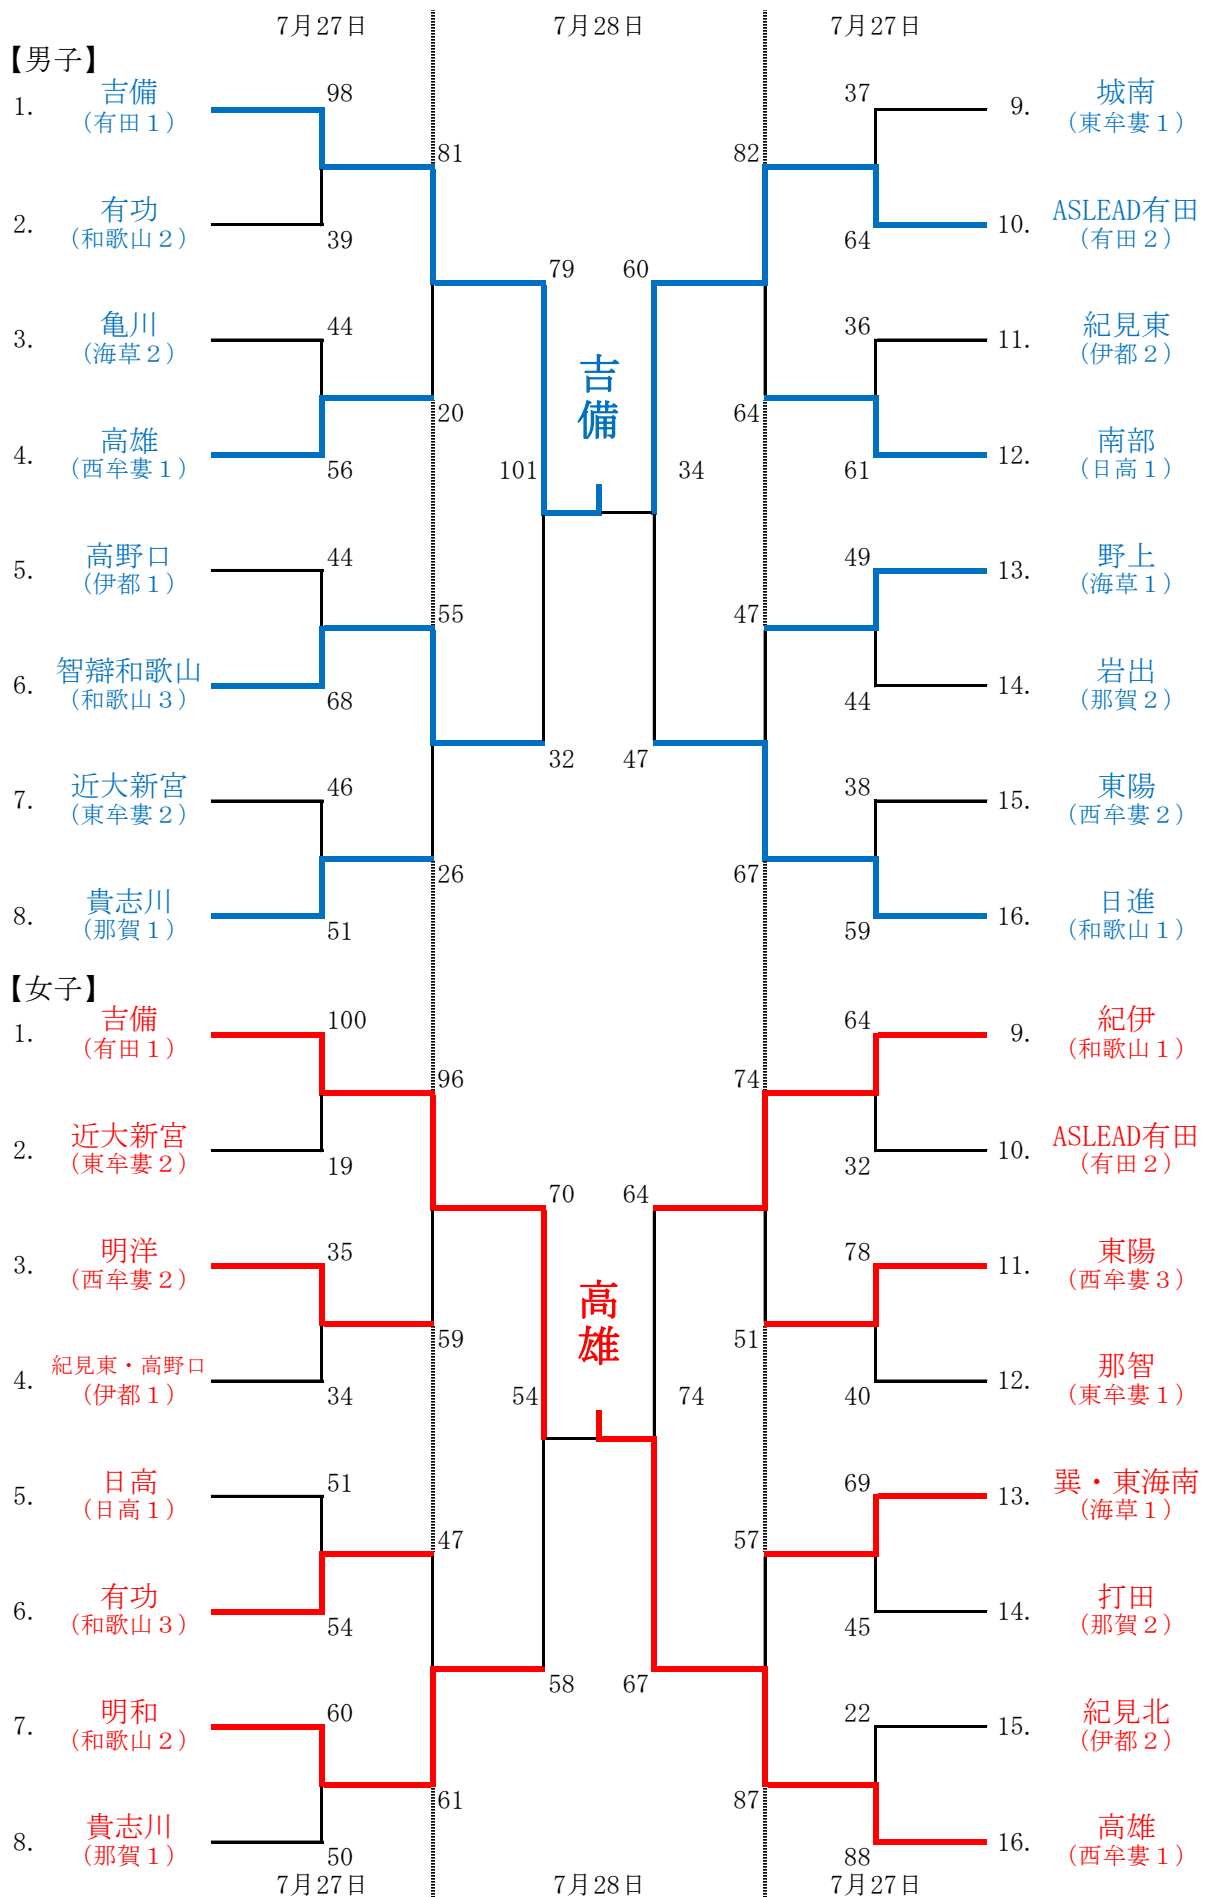 7月27日 7月28日 7月27日
【男子】
1. 吉備 98 37 9. 城南
(有田１) (東牟婁１)
81 82
2. 有功 39 64 10. ASLEAD有田
(和歌山２) (有田２)
79 60
3. 亀川 44 36 11. 紀見東
(海草２) (伊都２)
吉備
20 64
4. 高雄 56 61 12. 南部
(西牟婁１) (日高１)
101 34
5. 高野口 44 49 13. 野上
(伊都１) (海草１)
55 47
6. 智辯和歌山 68 44 14. 岩出
(和歌山３) (那賀２)
32 47
7. 近大新宮 46 38 15. 東陽
(東牟婁２) (西牟婁２)
26 67
8. 貴志川 51 59 16. 日進
(那賀１) (和歌山１)
【女子】
1. 吉備 100 64 9. 紀伊
(有田１) (和歌山１)
96 74
2. 近大新宮 19 32 10. ASLEAD有田
(東牟婁２) (有田２)
70 64
3. 明洋 35 78 11. 東陽
(西牟婁２) (西牟婁３)
高雄
59 51
4. 紀見東・高野口 34 40 12. 那智
(伊都１) (東牟婁１)
54 74
5. 日高 51 69 13. 巽・東海南
(日高１) (海草１)
47 57
6. 有功 54 45 14. 打田
(和歌山３) (那賀２)
58 67
7. 明和 60 22 15. 紀見北
(和歌山２) (伊都２)
61 87
8. 貴志川 50 88 16. 高雄
(那賀１) (西牟婁１)
7月27日 7月28日 7月27日